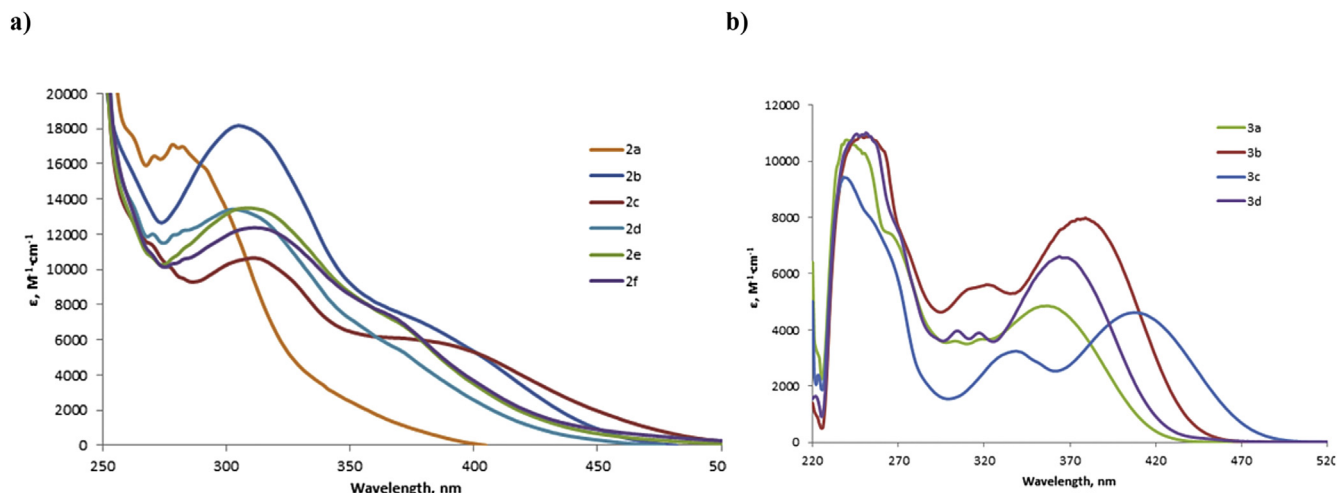 a)
b)
20000
18000
16000
14000
12000
10000
8000
6000
4000
2000
0
250
300
350
400
450
50
ε, M⁻¹·cm⁻¹
Wavelength, nm
2a
2b
2c
2d
2e
2f
12000
10000
8000
6000
4000
2000
0
220
270
320
370
420
470
520
ε, M⁻¹·cm⁻¹
Wavelength, nm
3a
3b
3c
3d